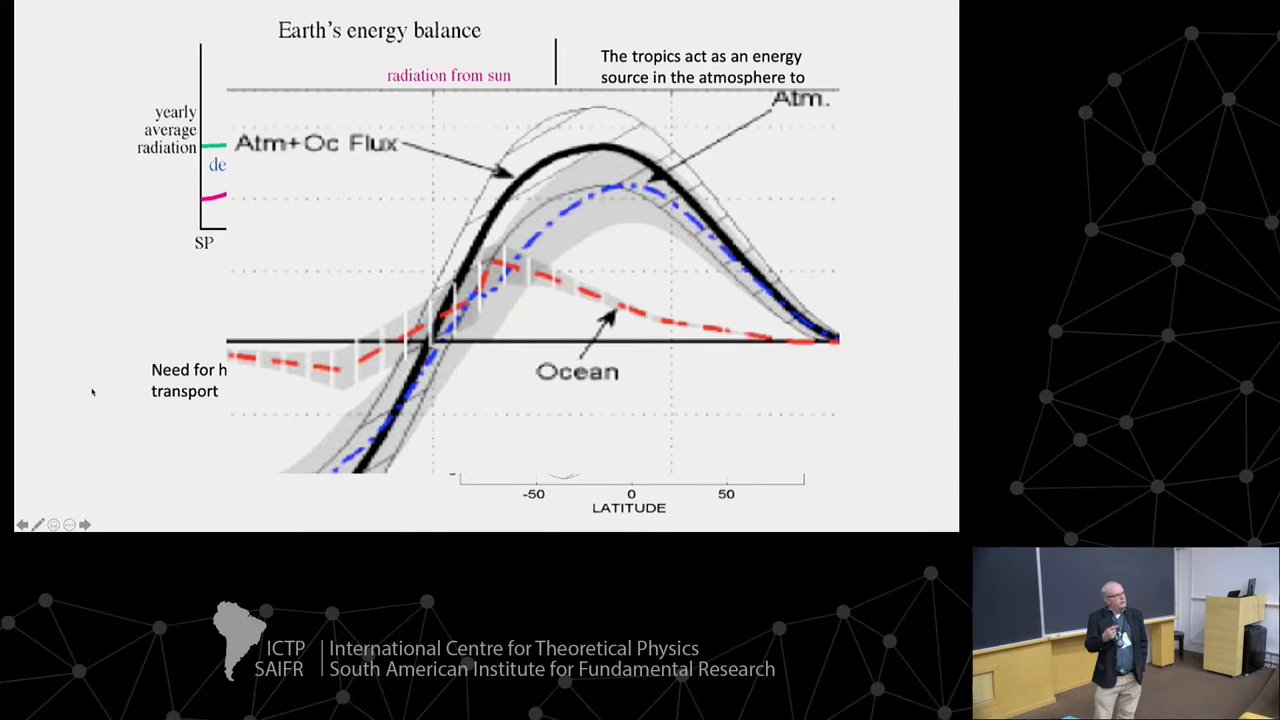 Earth's energy balance
radiation from sun
The tropics act as an energy
source in the atmosphere to
yearly
average
radiation
de
SP
Atm+Oc Flux
Atm.
Ocean
Need for h
transport
-50 0 50
LATITUDE
ICTP
SAIFR
International Centre for Theoretical Physics
South American Institute for Fundamental Research